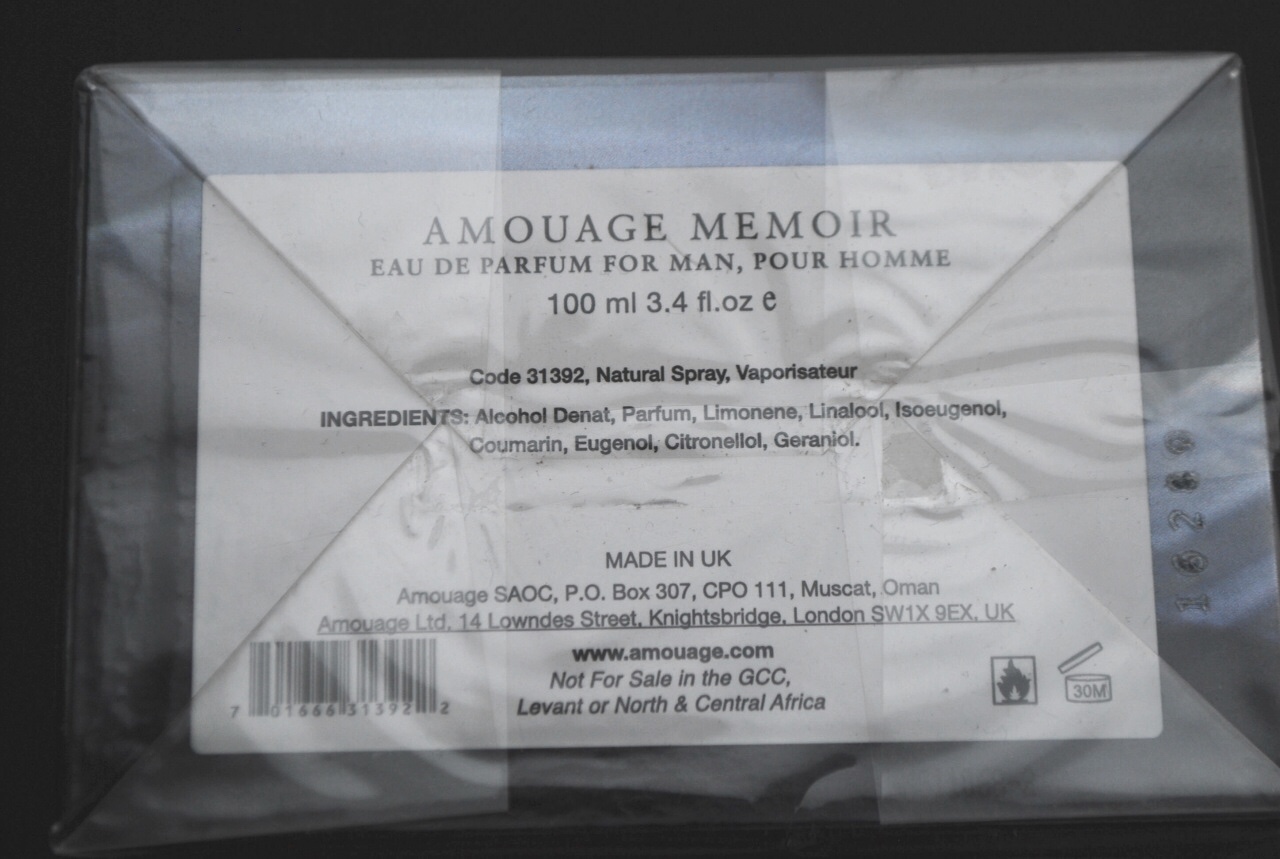 AMOUAGE MEMOIR
EAU DE PARFUM FOR MAN, POUR HOMME
100 ml 3.4 fl.oz e
Code 31392, Natural Spray, Vaporisateur
INGREDIENTS: Alcohol Denat, Parfum, Limonene, Linalool, Isoeugenol,
Coumarin, Eugenol, Citronellol, Geraniol.
MADE IN UK
Amouage SAOC, P.O. Box 307, CPO 111, Muscat, Oman
Amouage Ltd, 14 Lowndes Street, Knightsbridge, London SW1X 9EX, UK
www.amouage.com
Not For Sale in the GCC,
Levant or North & Central Africa
7 01666 31392 2
30M